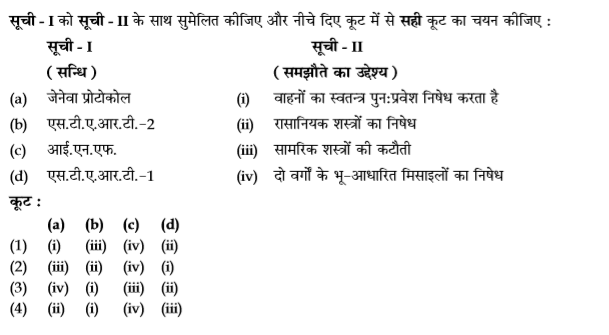 सूची - I को सूची - II के साथ सुमेलित कीजिए और नीचे दिए कूट में से सही कूट का चयन कीजिए :
सूची - I सूची - II
( सन्धि ) ( समझौते का उद्देश्य )
(a) जेनेवा प्रोटोकोल (i) वाहनों का स्वतन्त्र पुन:प्रवेश निषेध करता है
(b) एस.टी.ए.आर.टी.-2 (ii) रासानियक शस्त्रों का निषेध
(c) आई.एन.एफ. (iii) सामरिक शस्त्रों की कटौती
(d) एस.टी.ए.आर.टी.-1 (iv) दो वर्गों के भू-आधारित मिसाइलों का निषेध
कूट :
(a) (b) (c) (d)
(1) (i) (iii) (iv) (ii)
(2) (iii) (ii) (iv) (i)
(3) (iv) (i) (iii) (ii)
(4) (ii) (i) (iv) (iii)